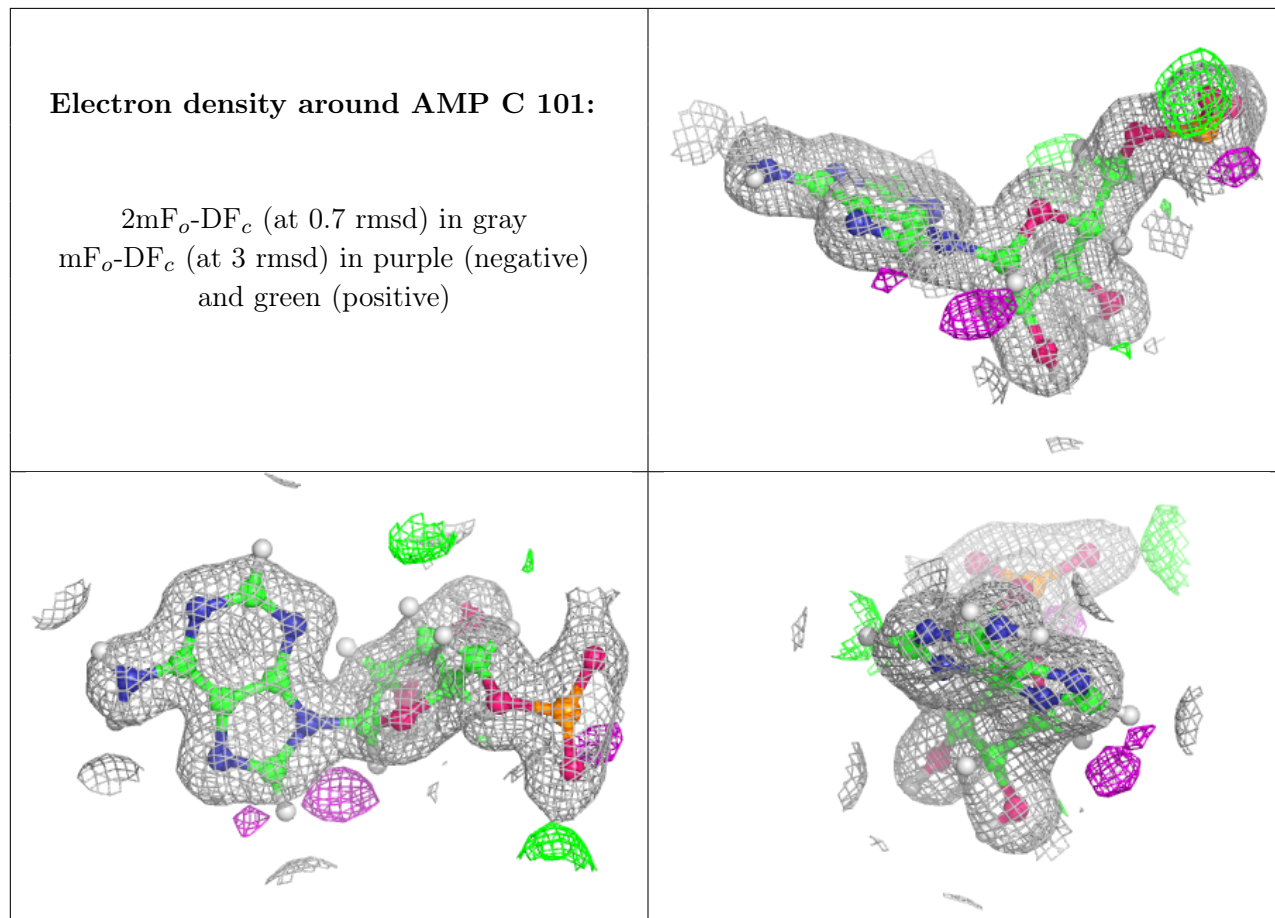 Electron density around AMP C 101:
2mFo-DFc (at 0.7 rmsd) in gray
mFo-DFc (at 3 rmsd) in purple (negative)
and green (positive)